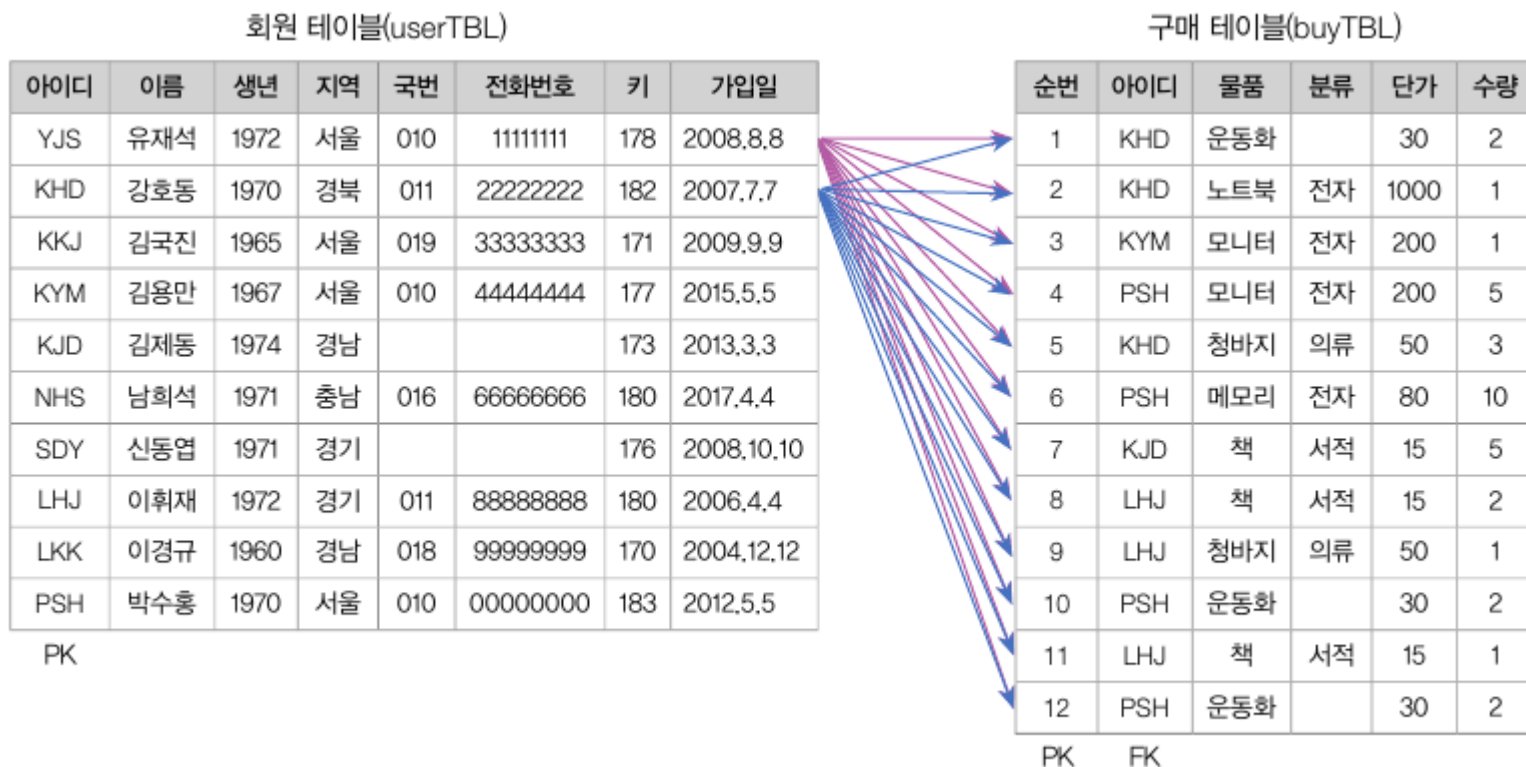 회원 테이블(userTBL) 구매 테이블(buyTBL)
아이디 이름 생년 지역 국번 전화번호 키 가입일 순번 아이디 물품 분류 단가 수량
YJS 유재석 1972 서울 010 11111111 178 2008.8.8 1 KHD 운동화 30 2
KHD 강호동 1970 경북 011 22222222 182 2007.7.7 2 KHD 노트북 전자 1000 1
KKJ 김국진 1965 서울 019 33333333 171 2009.9.9 3 KYM 모니터 전자 200 1
KYM 김용만 1967 서울 010 44444444 177 2015.5.5 4 PSH 모니터 전자 200 5
KJD 김제동 1974 경남 173 2013.3.3 5 KHD 청바지 의류 50 3
NHS 남희석 1971 충남 016 66666666 180 2017.4.4 6 PSH 메모리 전자 80 10
SDY 신동엽 1971 경기 176 2008.10.10 7 KJD 책 서적 15 5
LHJ 이휘재 1972 경기 011 88888888 180 2006.4.4 8 LHJ 책 서적 15 2
LKK 이경규 1960 경남 018 99999999 170 2004.12.12 9 LHJ 청바지 의류 50 1
PSH 박수홍 1970 서울 010 00000000 183 2012.5.5 10 PSH 운동화 30 2
PK 11 LHJ 책 서적 15 1
12 PSH 운동화 30 2
PK FK